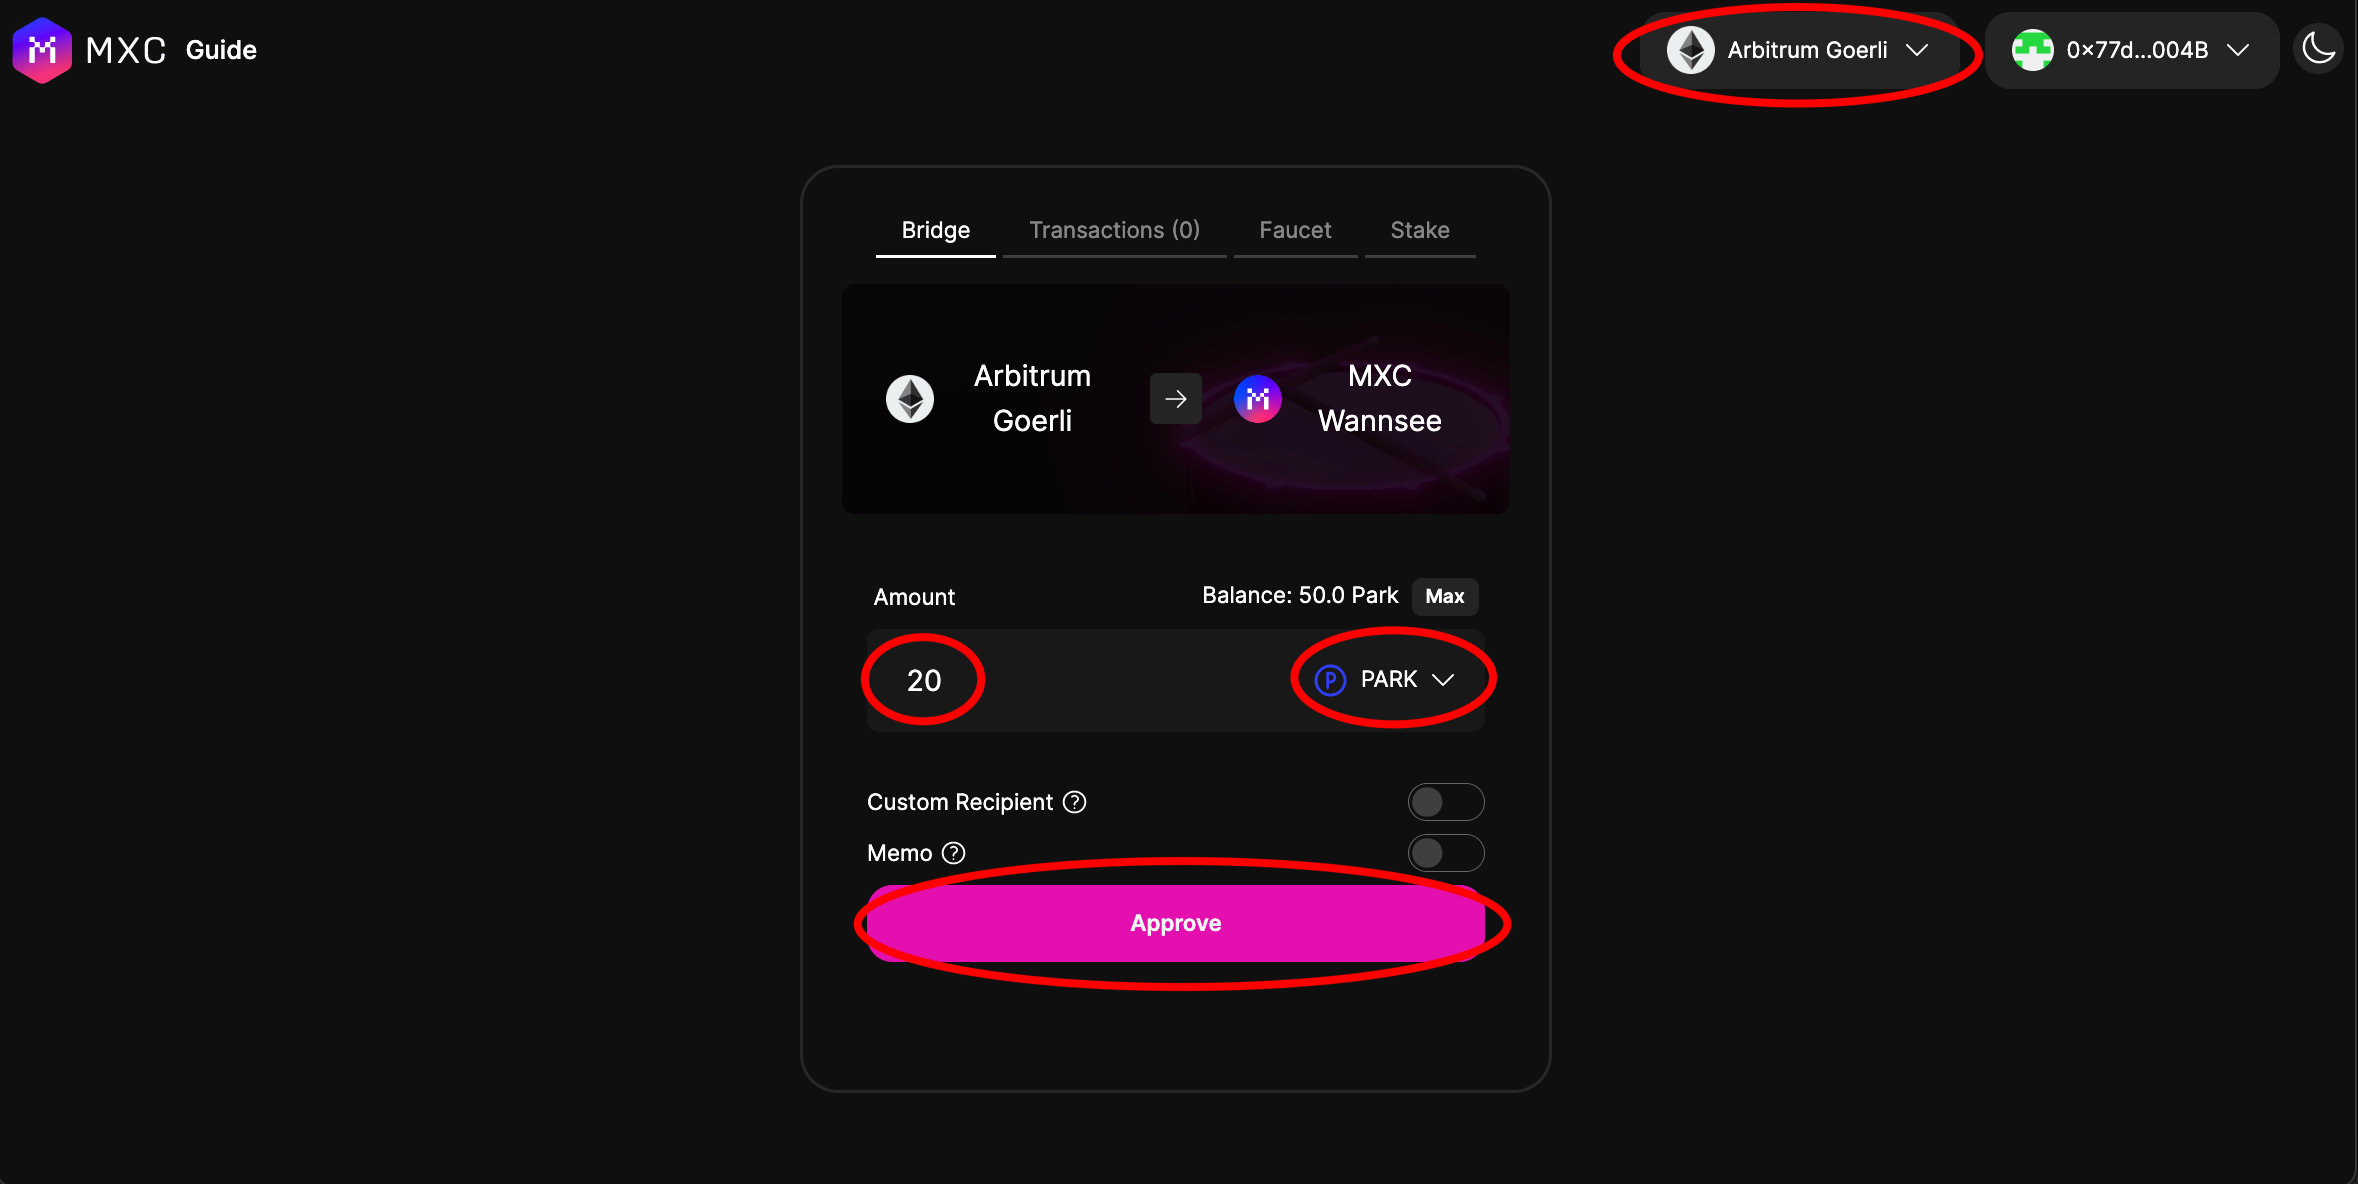 MXC Guide
Arbitrum Goerli
0×77d...004B
Bridge
Transactions (0)
Faucet
Stake
Arbitrum
Goerli
MXC
Wannsee
Amount
Balance: 50.0 Park
Max
20
P PARK
Custom Recipient ?
Memo ?
Approve